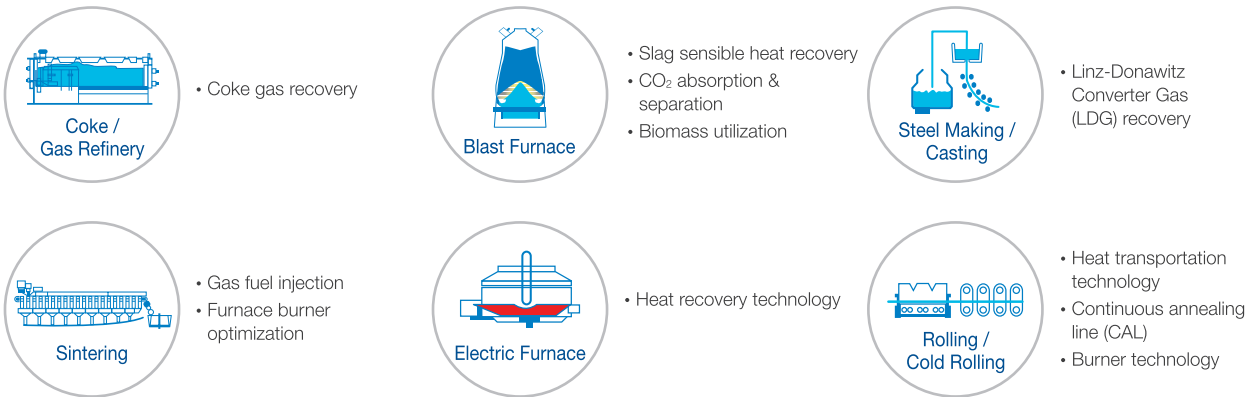 Coke /
Gas Refinery
• Coke gas recovery
Blast Furnace
• Slag sensible heat recovery
• CO₂ absorption &
separation
• Biomass utilization
Steel Making /
Casting
• Linz-Donawitz
Converter Gas
(LDG) recovery
Sintering
• Gas fuel injection
• Furnace burner
optimization
Electric Furnace
• Heat recovery technology
Rolling /
Cold Rolling
• Heat transportation
technology
• Continuous annealing
line (CAL)
• Burner technology